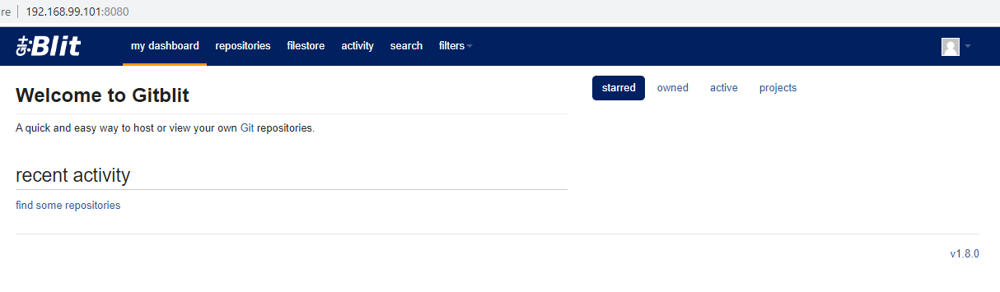 re 192.168.99.101:8080
git:Blit my dashboard repositories filestore activity search filters
starred owned active projects
Welcome to Gitblit
A quick and easy way to host or view your own Git repositories.
recent activity
find some repositories
v1.8.0